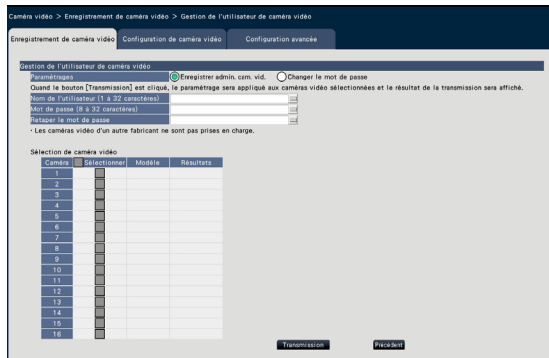 Caméra vidéo > Enregistrement de caméra vidéo > Gestion de l'utilisateur de caméra vidéo
Enregistrement de caméra vidéo Configuration de caméra vidéo Configuration avancée
Gestion de l'utilisateur de caméra vidéo
Paramétrages Enregistrer admin. cam. vid. Changer le mot de passe
Quand le bouton [Transmission] est cliqué, le paramétrage sera appliqué aux caméras vidéo sélectionnées et le résultat de la transmission sera affiché.
Nom de l'utilisateur (1 à 32 caractères)
Mot de passe (8 à 32 caractères)
Retaper le mot de passe
・Les caméras vidéo d'un autre fabricant ne sont pas prises en charge.
Sélection de caméra vidéo
Caméra Sélectionner Modèle Résultats
1
2
3
4
5
6
7
8
9
10
11
12
13
14
15
16
Transmission Précédent